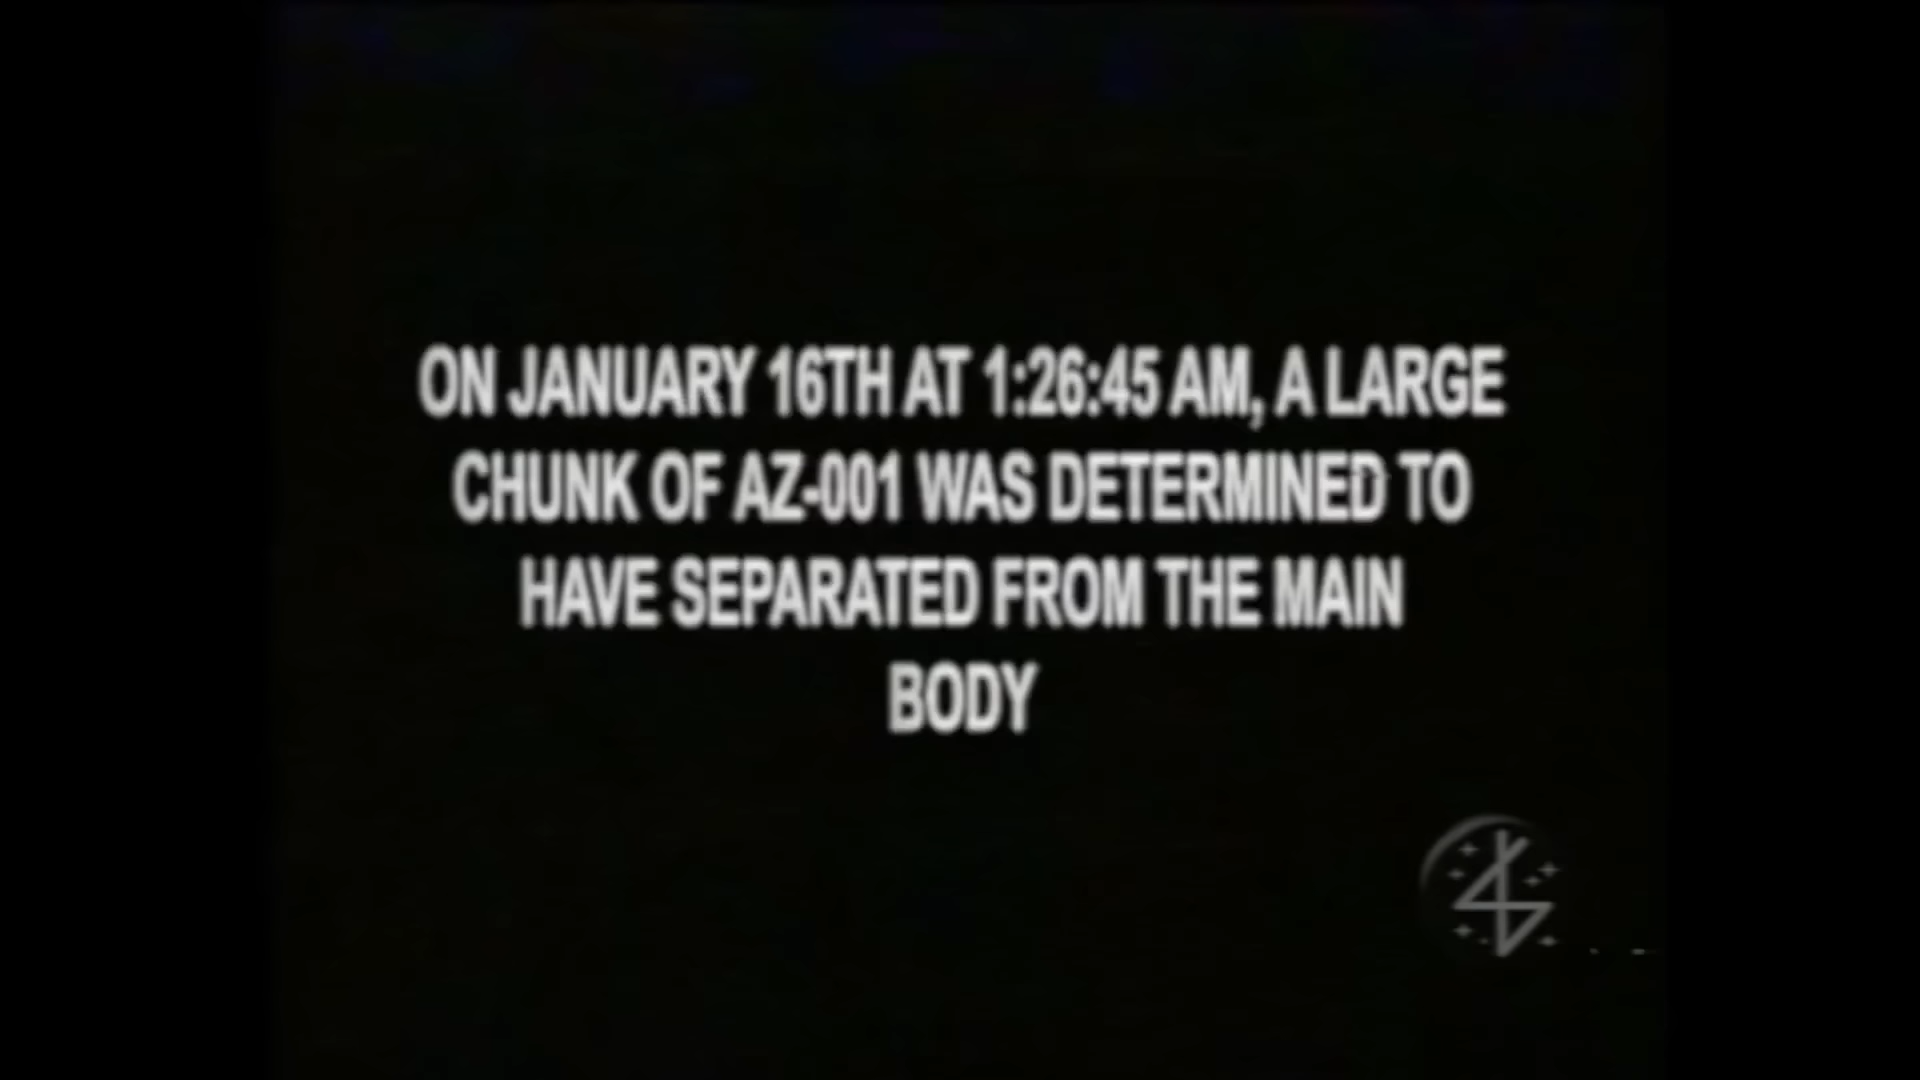 ON JANUARY 16TH AT 1:26:45 AM, A LARGE
CHUNK OF AZ-001 WAS DETERMINED TO
HAVE SEPARATED FROM THE MAIN
BODY